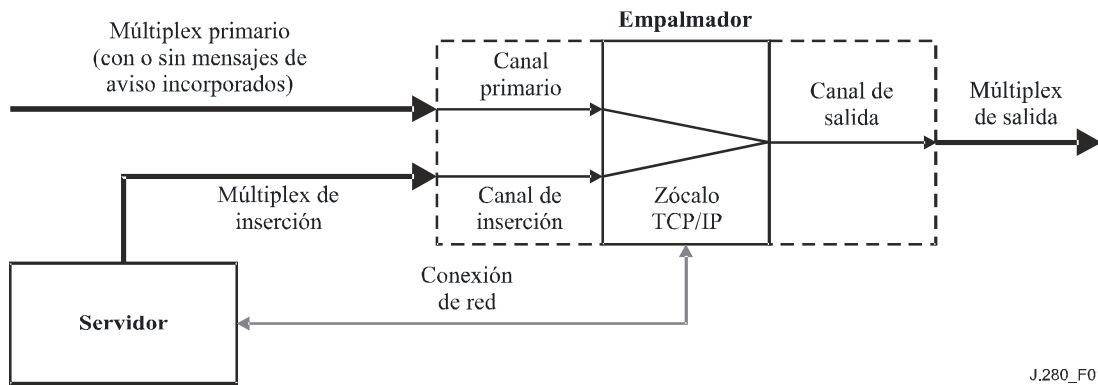 Empalmador
Múltiplex primario
(con o sin mensajes de
aviso incorporados)
Canal
primario
Canal de
salida
Múltiplex
de salida
Múltiplex de
inserción
Canal de
inserción
Zócalo
TCP/IP
Conexión
de red
Servidor
J.280_F0